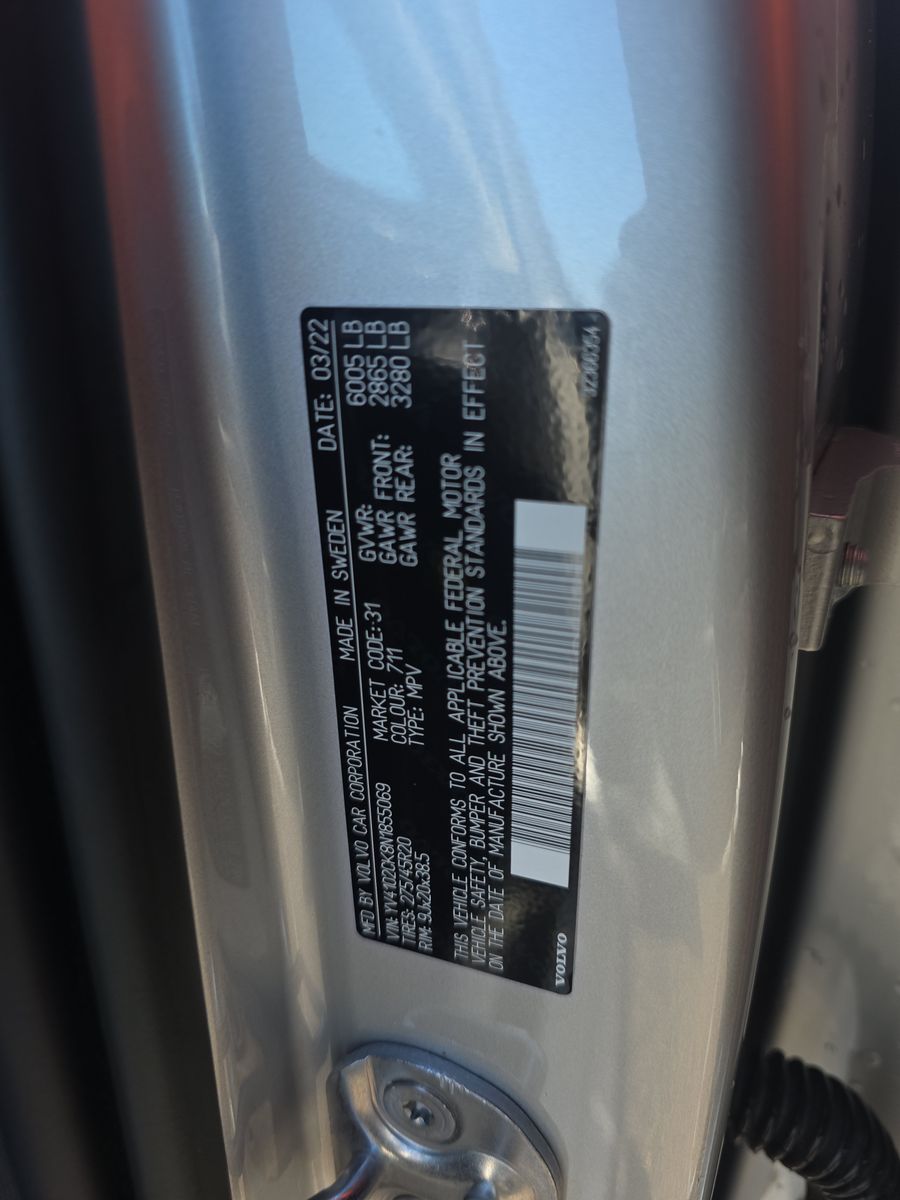 MFD BY VOLVO CAR CORPORATION MADE IN SWEDEN DATE: 03/22
VIN: YV4102CK8N1855069
TIRES: 275/45R20
RIM: 9Jx20x38.5
MARKET CODE: 31
COLOUR: 711
TYPE: MPV
GVWR: 6005 LB
GAWR FRONT: 2865 LB
GAWR REAR: 3280 LB
THIS VEHICLE CONFORMS TO ALL APPLICABLE FEDERAL MOTOR
VEHICLE SAFETY, BUMPER AND THEFT PREVENTION STANDARDS IN EFFECT
ON THE DATE OF MANUFACTURE SHOWN ABOVE.
VOLVO